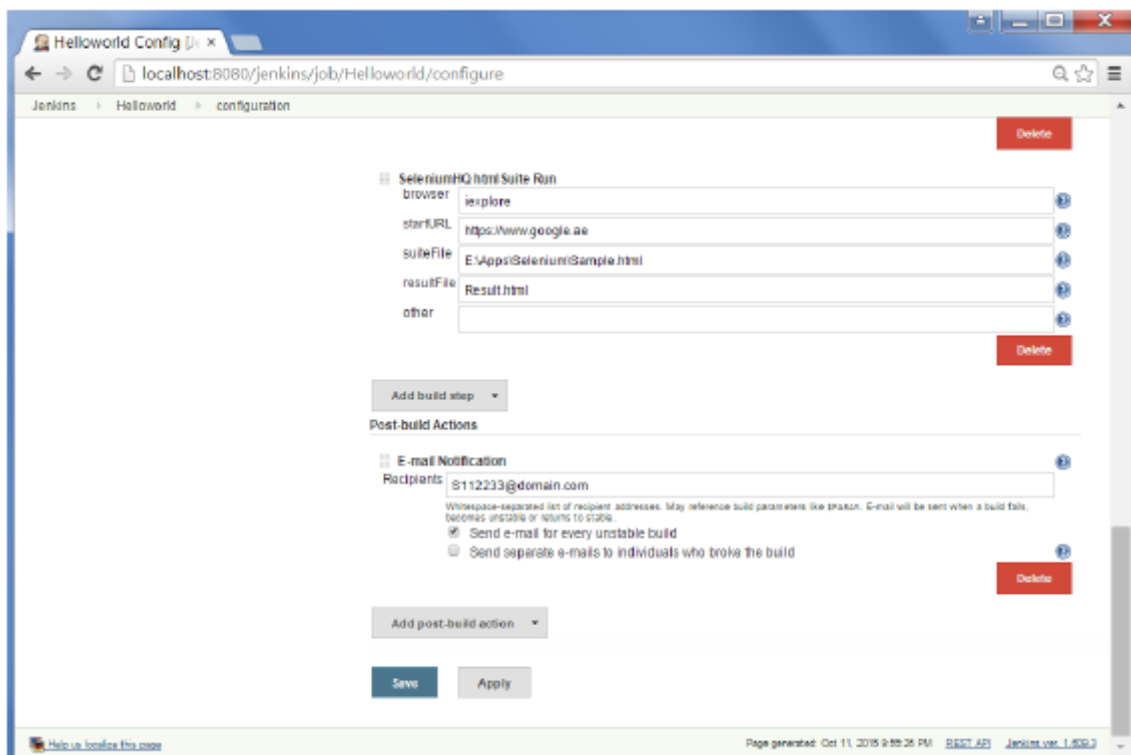 Helloworld Config [Je
localhost:8080/jenkins/job/Helloworld/configure
Jenkins Helloworld configuration
Delete
SeleniumHQ html Suite Run
browser iexplore
startURL https://www.google.ae
suiteFile E:\Apps\Selenium\Sample.html
resultFile Result.html
other
Delete
Add build step
Post-build Actions
E-mail Notification
Recipients S112233@domain.com
Whitespace-separated list of recipient addresses. May reference build parameters like E-mail will be sent when a build fails,
becomes unstable or returns to stable.
Send e-mail for every unstable build
Send separate e-mails to individuals who broke the build
Delete
Add post-build action
Save Apply
Help us localize this page Page generated: Oct 11, 2015 9:55:26 PM REST API Jenkins ver. 1.609.3